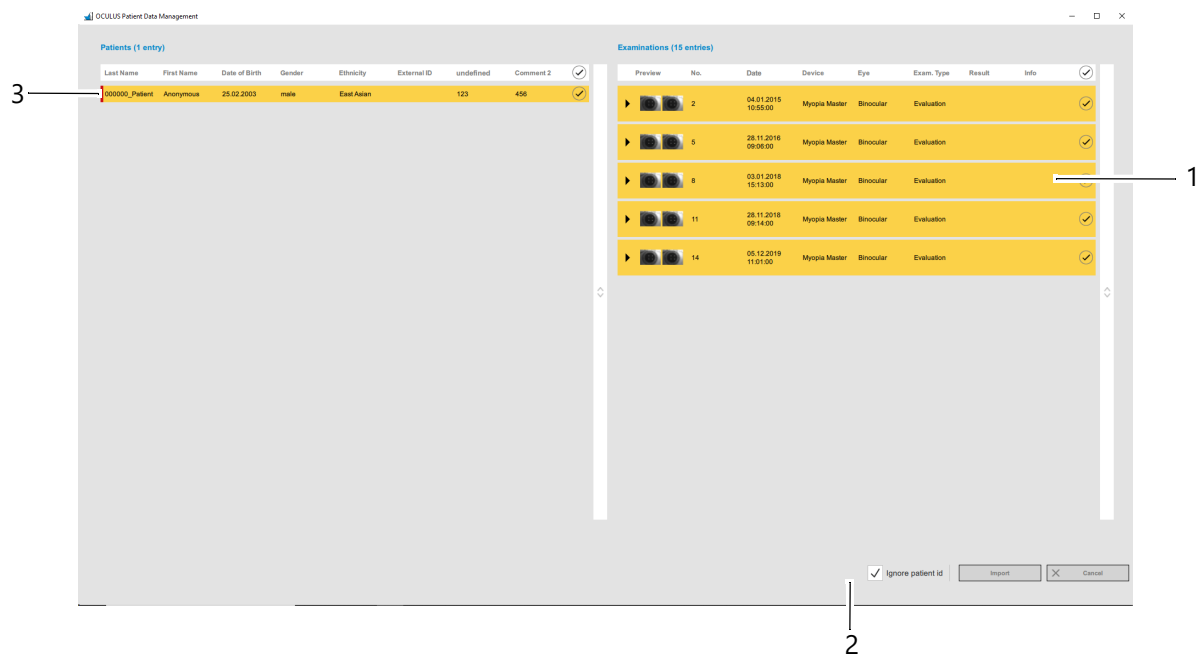 OCULUS Patient Data Management
Patients (1 entry)
Examinations (15 entries)
Last Name First Name Date of Birth Gender Ethnicity External ID undefined Comment 2
Preview No. Date Device Eye Exam. Type Result Info
3
000000_Patient Anonymous 25.02.2003 male East Asian 123 456
2 04.01.2015 Myopia Master Binocular Evaluation
10:55:00
5 28.11.2016 Myopia Master Binocular Evaluation
09:06:00
8 03.01.2018 Myopia Master Binocular Evaluation
15:13:00
1
11 28.11.2018 Myopia Master Binocular Evaluation
09:14:00
14 05.12.2019 Myopia Master Binocular Evaluation
11:01:00
Ignore patient id Import Cancel
2